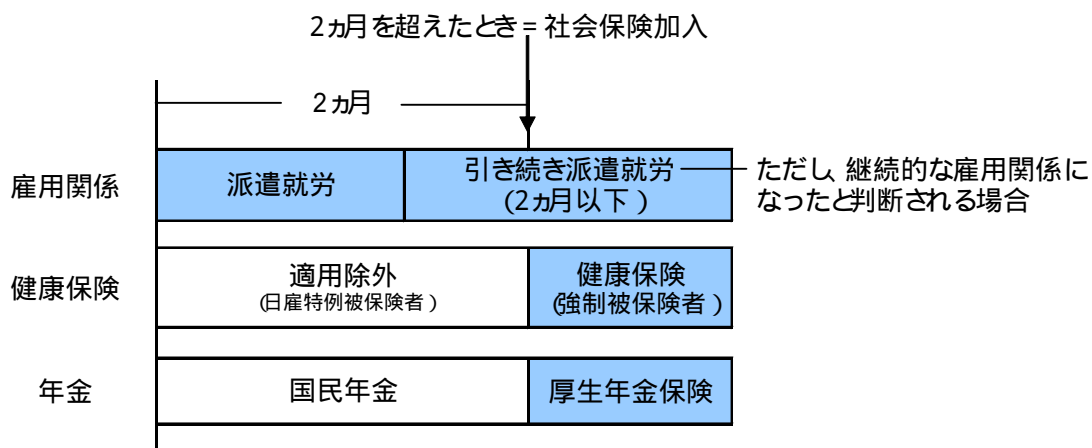 2ヵ月を超えたとき = 社会保険加入
2ヵ月
雇用関係
派遣就労
引き続き派遣就労
(2ヵ月以下)
ただし、継続的な雇用関係に
なったと判断される場合
健康保険
適用除外
(日雇特例被保険者)
健康保険
(強制被保険者)
年金
国民年金
厚生年金保険